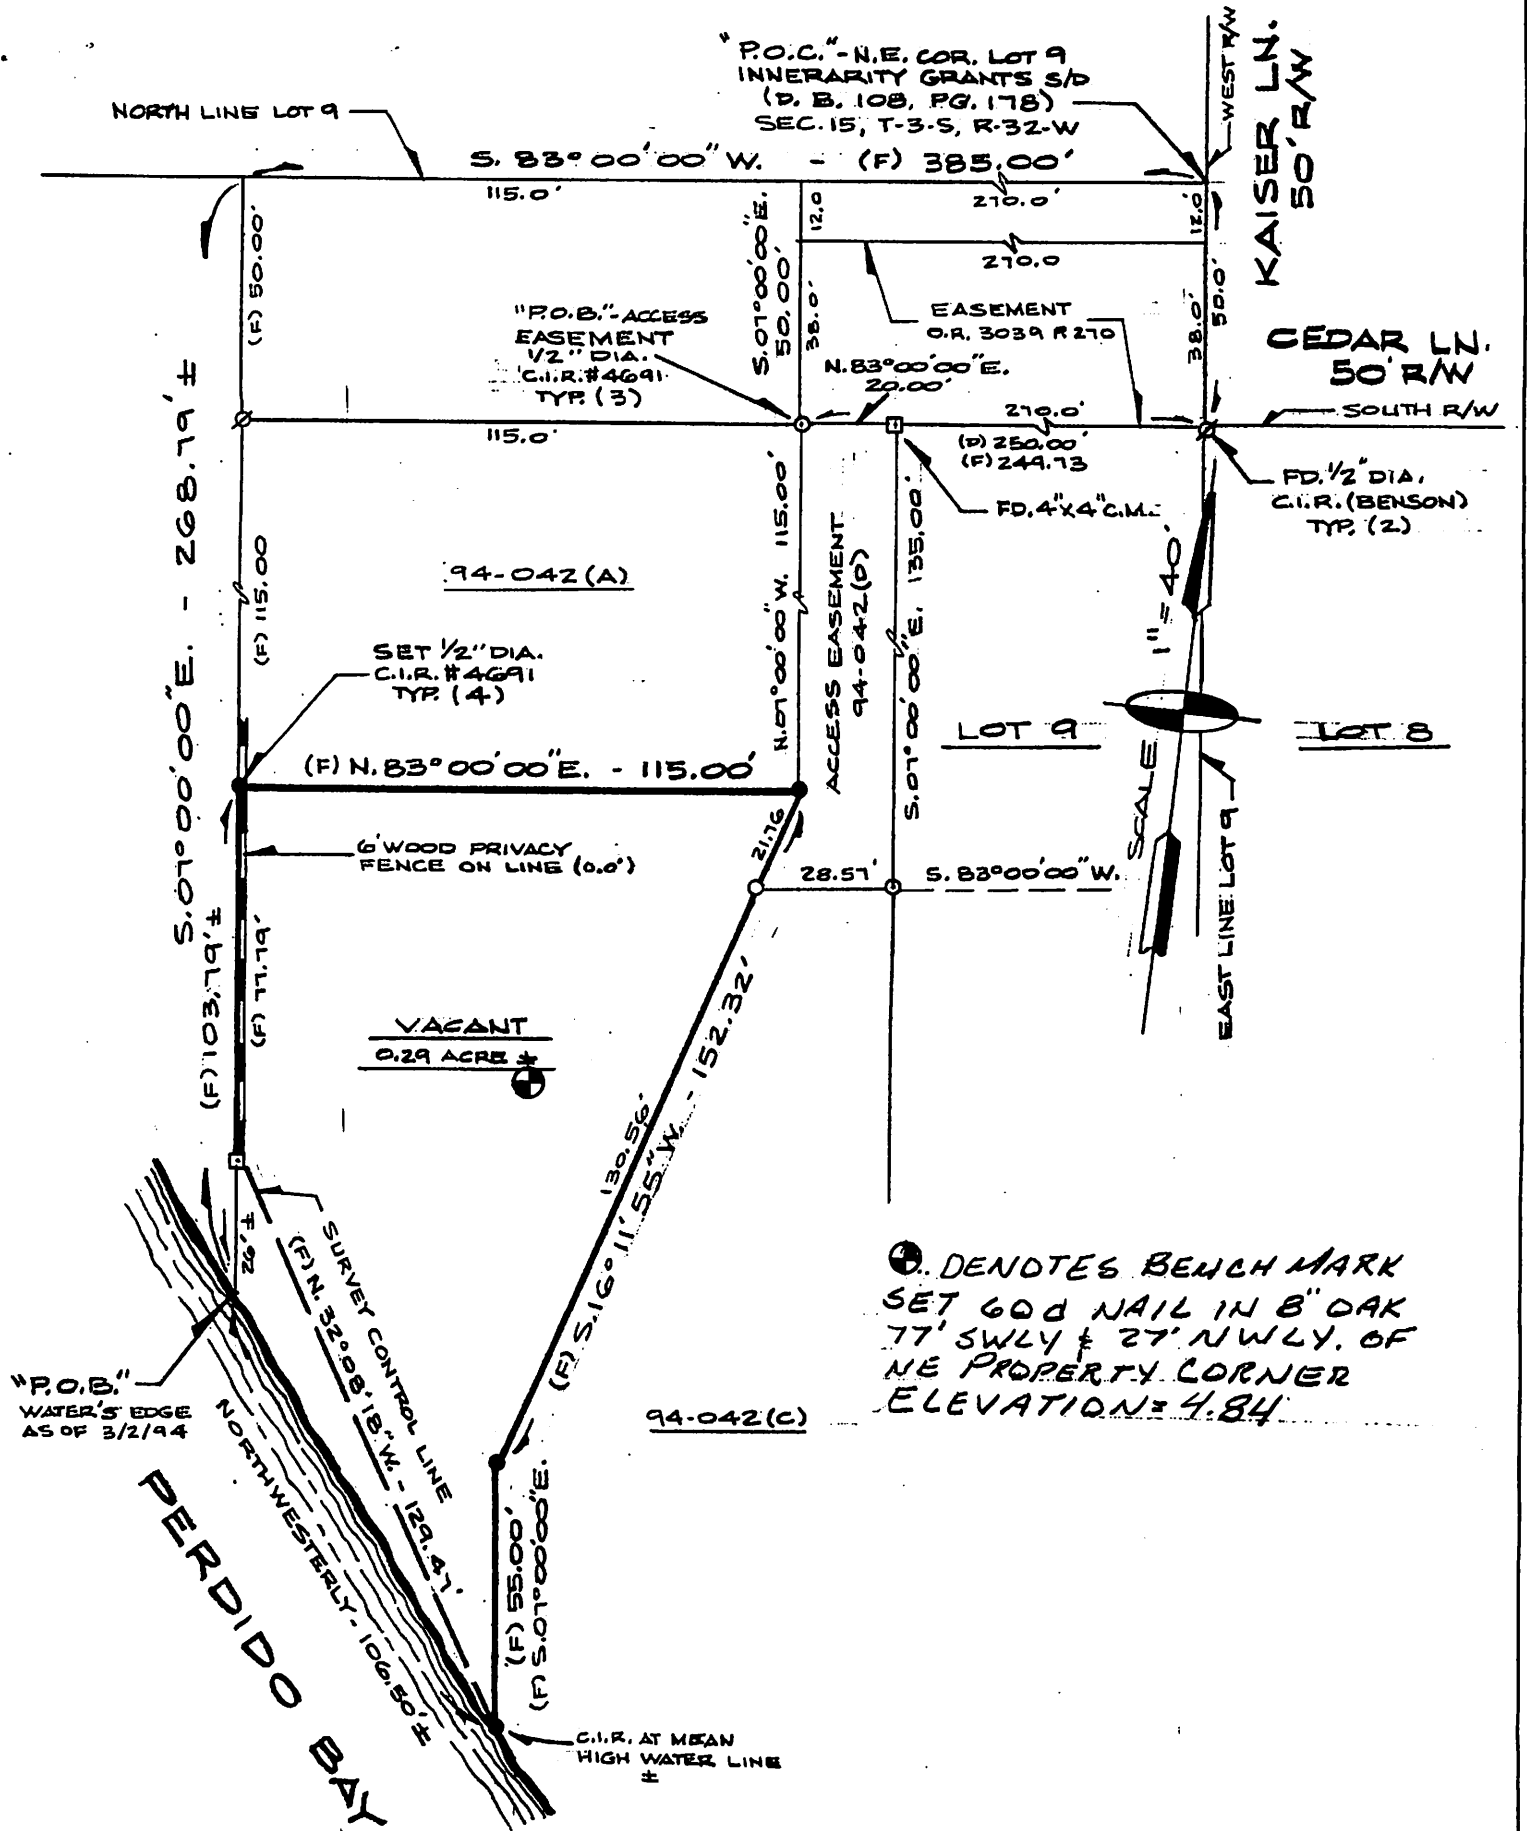 "P.O.C."-N.E. COR. LOT 9
INNERARITY GRANTS S/D
(D. B. 108, PG. 178)
SEC. 15, T-3-S, R-32-W
WEST R/W
KAISER LN.
50' R/W
NORTH LINE LOT 9
S. 83°00'00" W. - (F) 385.00'
115.0'
270.0'
(F) 50.00'
S. 07°00'00" E.
50.00'
12.0
38.0'
12.0'
38.0'
50.0'
270.0
"P.O.B."-ACCESS
EASEMENT
1/2" DIA.
C.I.R. #4691
TYP. (3)
EASEMENT
O.R. 3039 P. 270
CEDAR LN.
50' R/W
SOUTH R/W
N. 83°00'00" E.
20.00'
270.0'
(D) 250.00'
(F) 249.73
115.0'
FD. 4"X4" C.M.
FD. 1/2" DIA.
C.I.R. (BENSON)
TYP. (2)
S. 07°00'00" E. - 268.79' ±
(F) 115.00
94-042 (A)
N. 07°00'00" W. 115.00'
ACCESS EASEMENT
94-042 (D)
S. 07°00'00" E. 135.00'
SCALE 1" = 40'
SET 1/2" DIA.
C.I.R. #4691
TYP. (4)
LOT 9
LOT 8
EAST LINE LOT 9
(F) N. 83°00'00" E. - 115.00'
6' WOOD PRIVACY
FENCE ON LINE (0.0')
21.76
28.57'
S. 83°00'00" W.
(F) 103.79' ±
(F) 77.79'
VACANT
0.29 ACRE ±
130.56'
(F) S. 16°11'55" W. - 152.32'
26' ±
SURVEY CONTROL LINE
(F) N. 32°08'18" W. - 129.47'
DENOTES BENCH MARK
SET 60d NAIL IN 8" OAK
77' SWLY & 27' NWLY. OF
NE PROPERTY CORNER
ELEVATION = 4.84
"P.O.B."
WATER'S EDGE
AS OF 3/2/94
94-042 (C)
NORTHWESTERLY - 106.50' ±
PERDIDO BAY
(F) 55.00'
(F) S. 07°00'00" E.
C.I.R. AT MEAN
HIGH WATER LINE
±